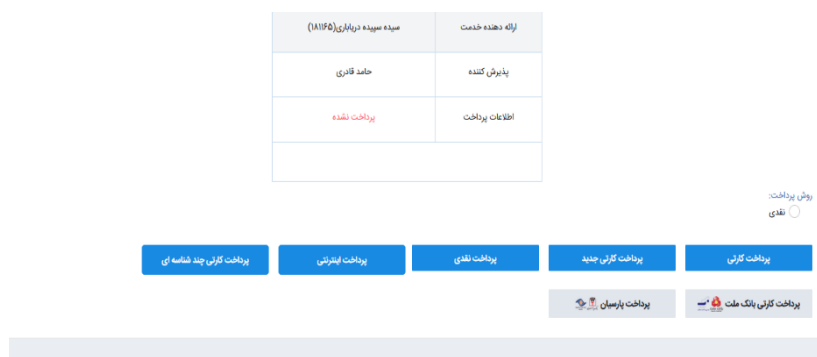 ارائه دهنده خدمت سیده سپیده دریاباری(۱۸۱۱۶۵)
پذیرش کننده حامد قادری
اطلاعات پرداخت پرداخت نشده
روش پرداخت:
نقدی
پرداخت کارتی پرداخت کارتی جدید پرداخت نقدی پرداخت اینترنتی پرداخت کارتی چند شناسه ای
پرداخت کارتی بانک ملت پرداخت پارسیان